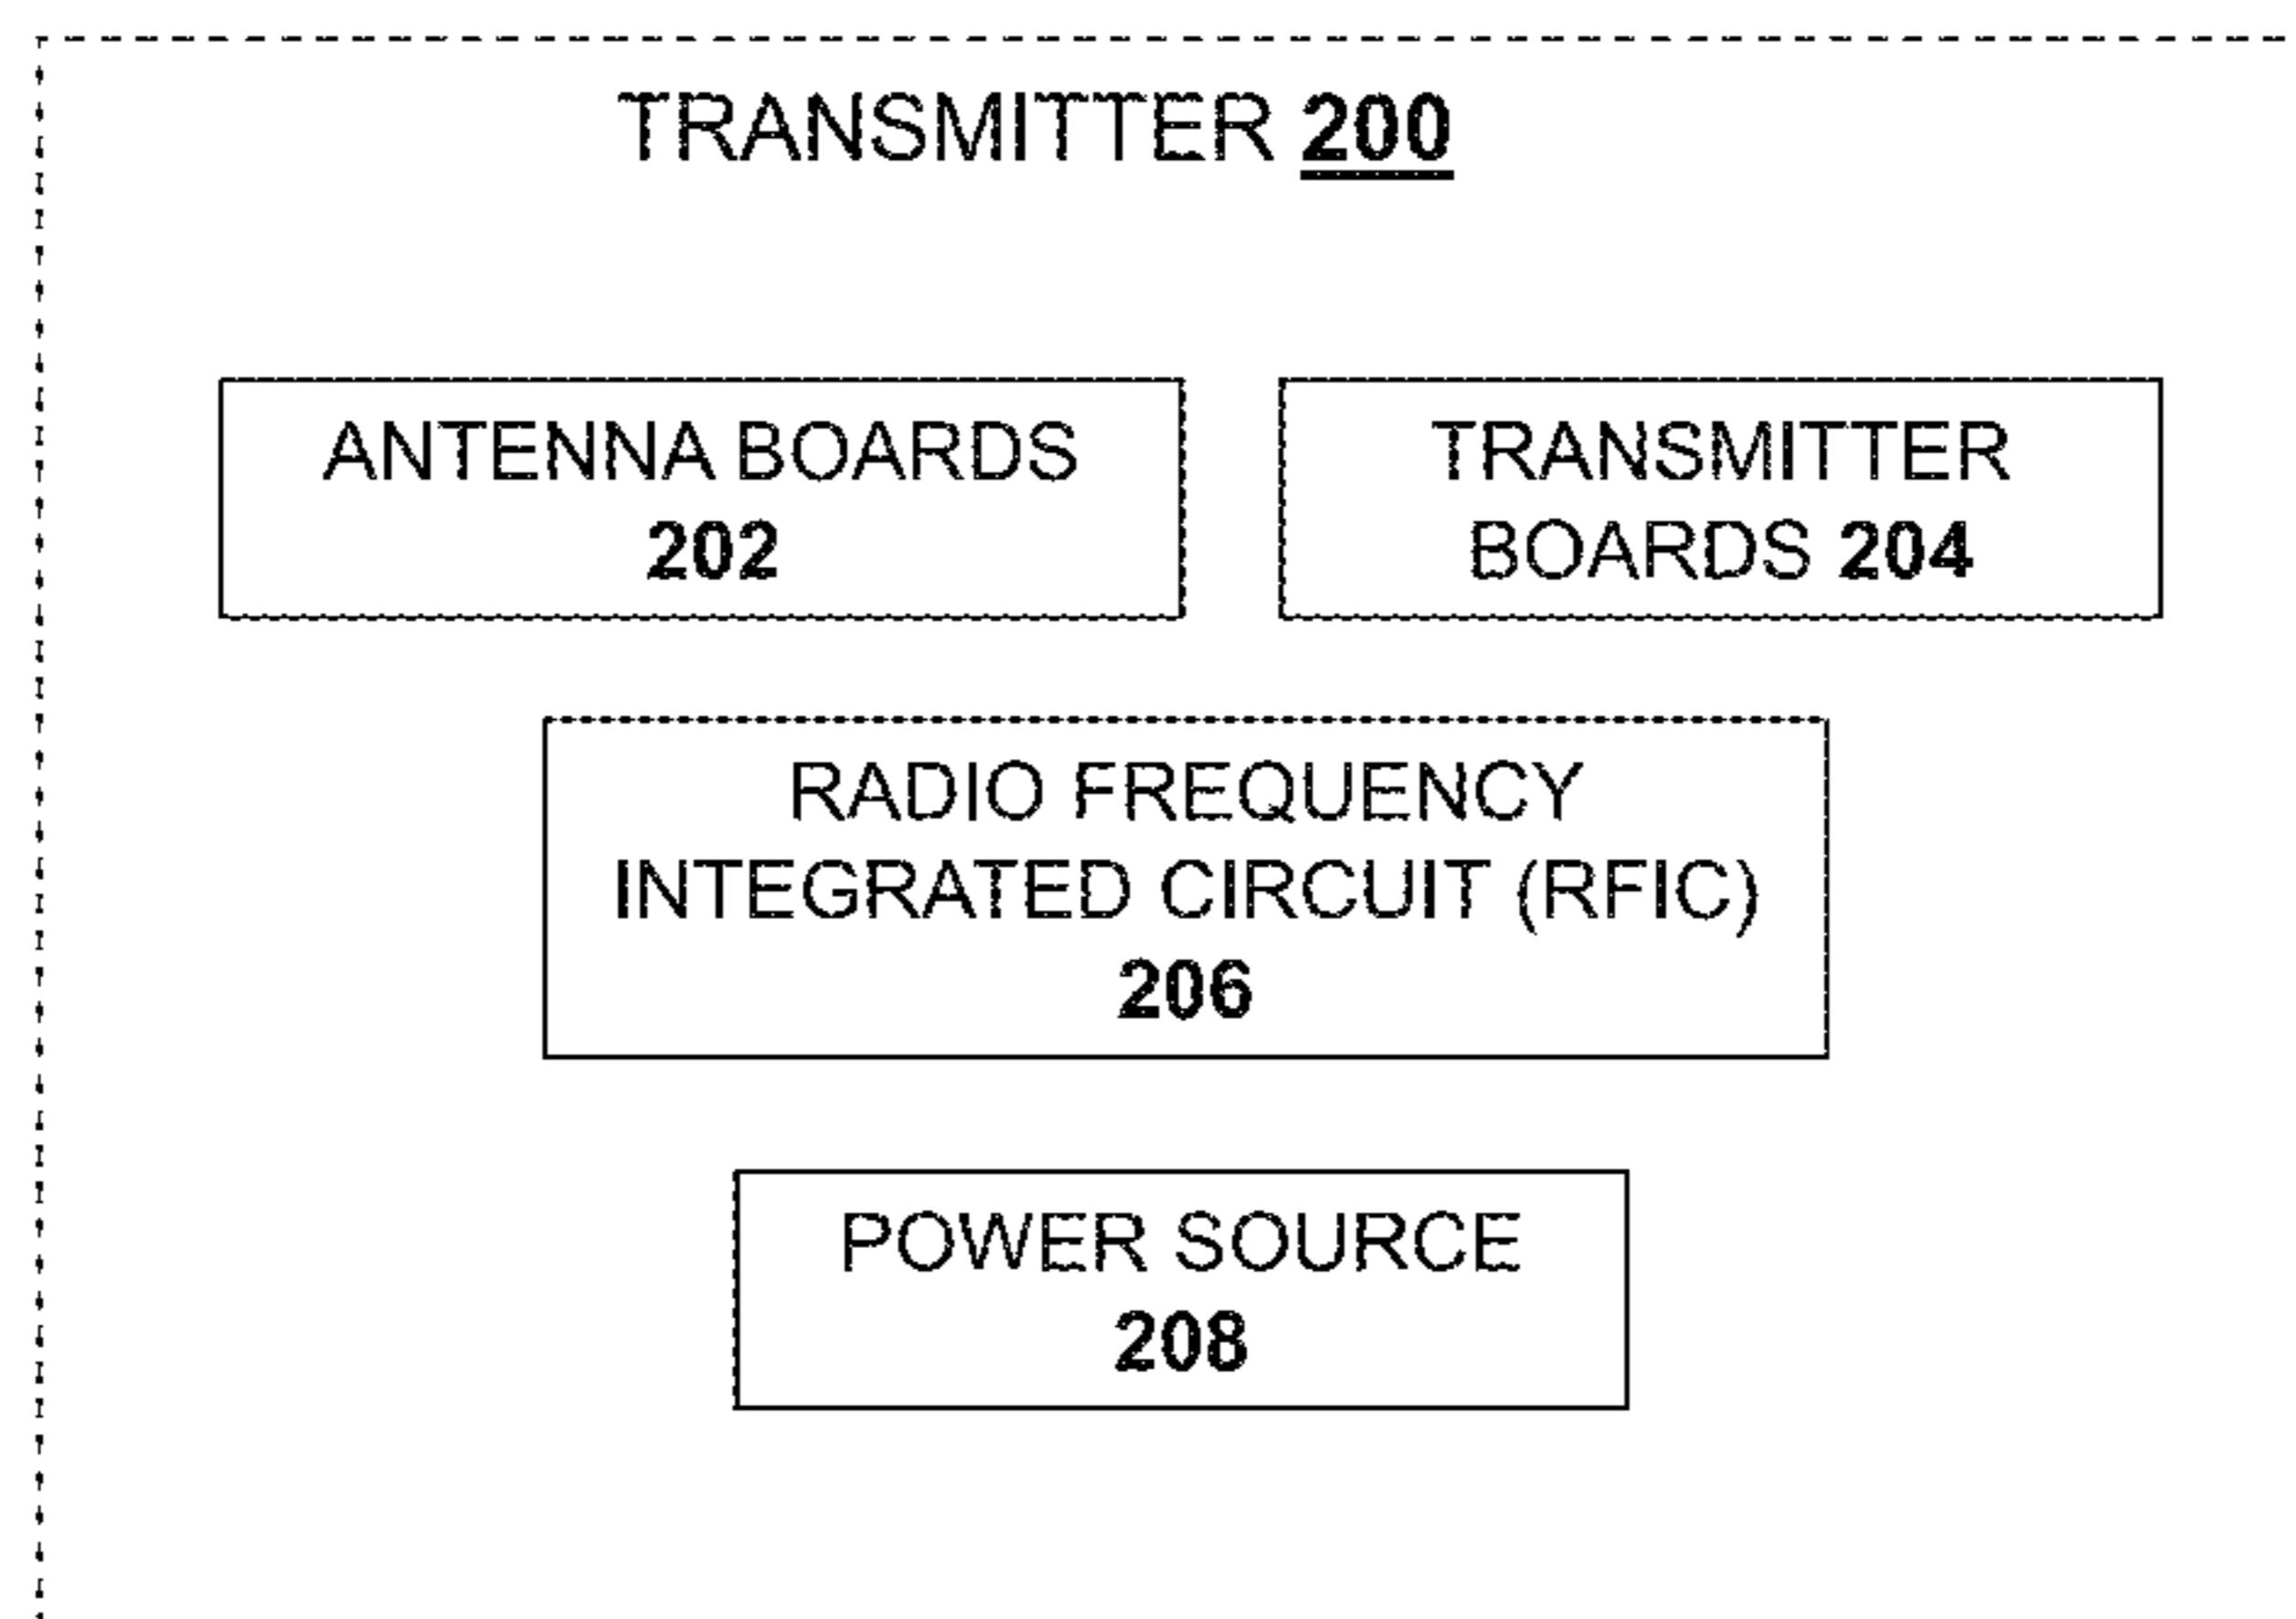 TRANSMITTER 200
ANTENNA BOARDS
202
TRANSMITTER
BOARDS 204
RADIO FREQUENCY
INTEGRATED CIRCUIT (RFIC)
206
POWER SOURCE
208